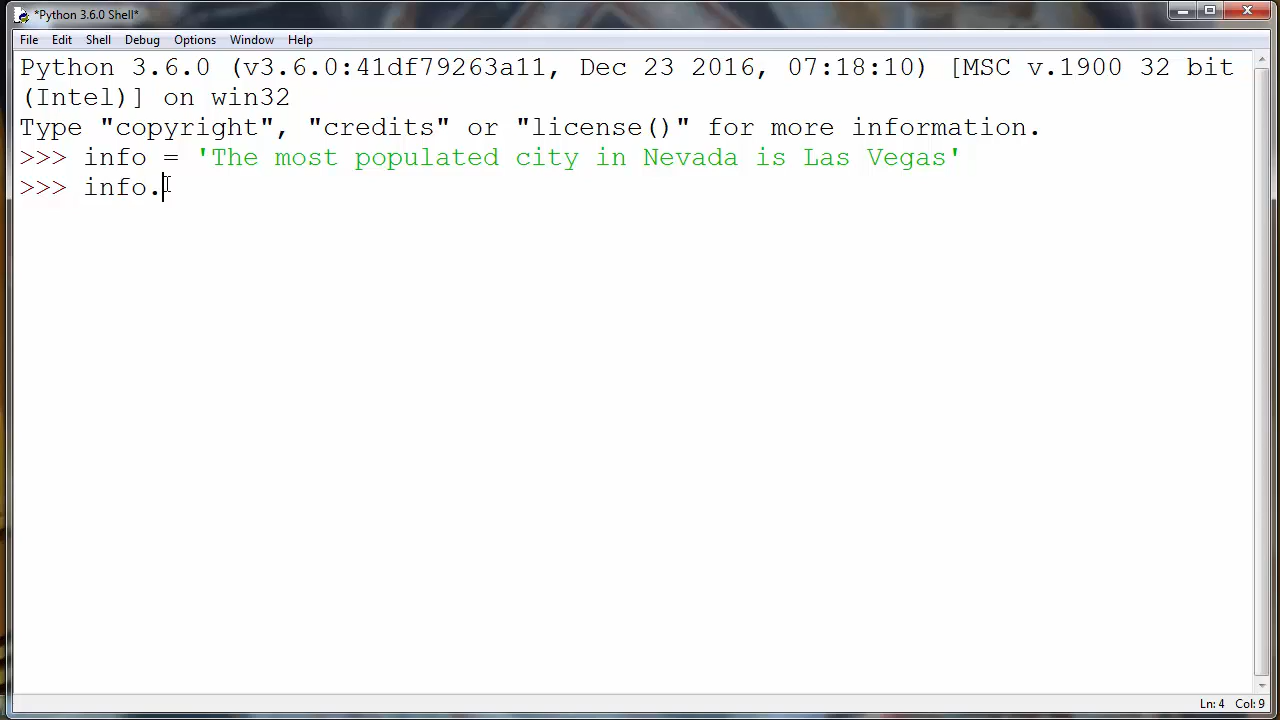 *Python 3.6.0 Shell*
File Edit Shell Debug Options Window Help
Python 3.6.0 (v3.6.0:41df79263a11, Dec 23 2016, 07:18:10) [MSC v.1900 32 bit
(Intel)] on win32
Type "copyright", "credits" or "license()" for more information.
>>> info = 'The most populated city in Nevada is Las Vegas'
>>> info.
Ln: 4 Col: 9